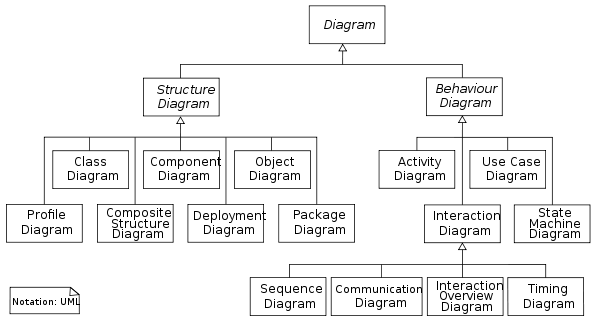 Diagram
Structure
Diagram
Behaviour
Diagram
Class
Diagram
Component
Diagram
Object
Diagram
Activity
Diagram
Use Case
Diagram
Profile
Diagram
Composite
Structure
Diagram
Deployment
Diagram
Package
Diagram
Interaction
Diagram
State
Machine
Diagram
Sequence
Diagram
Communication
Diagram
Interaction
Overview
Diagram
Timing
Diagram
Notation: UML